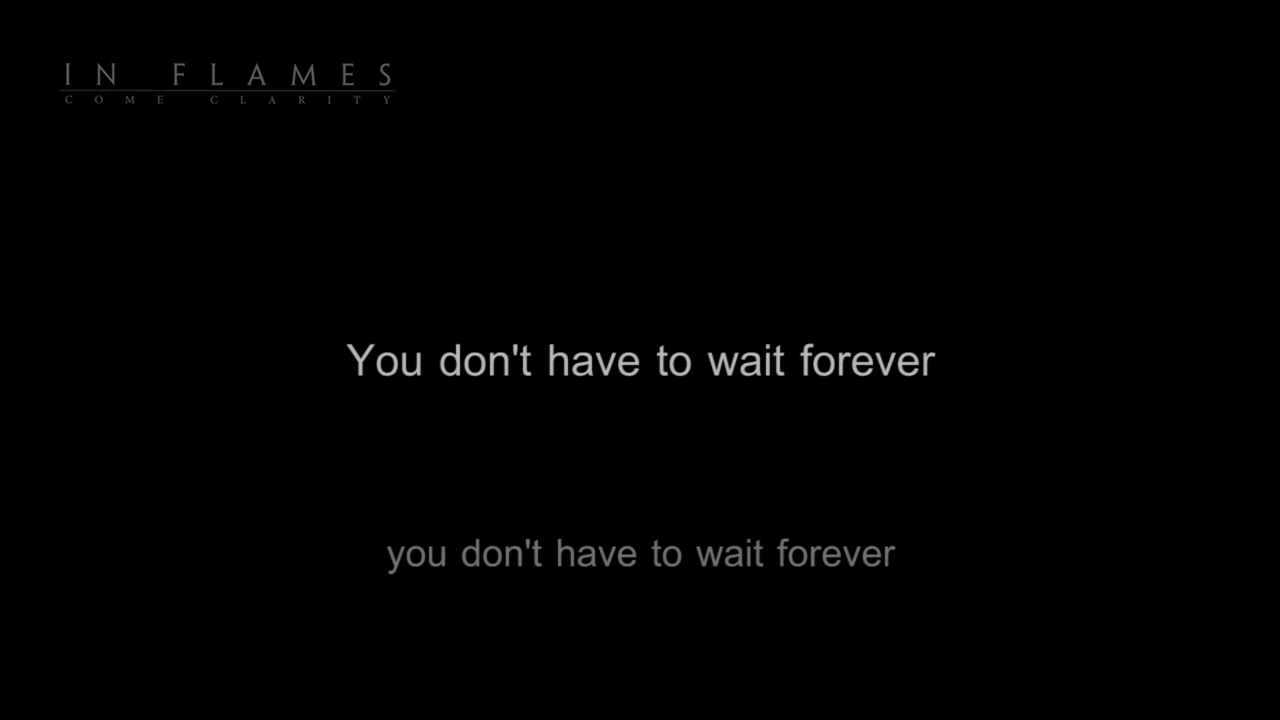 IN FLAMES
COME CLARITY
You don't have to wait forever
you don't have to wait forever